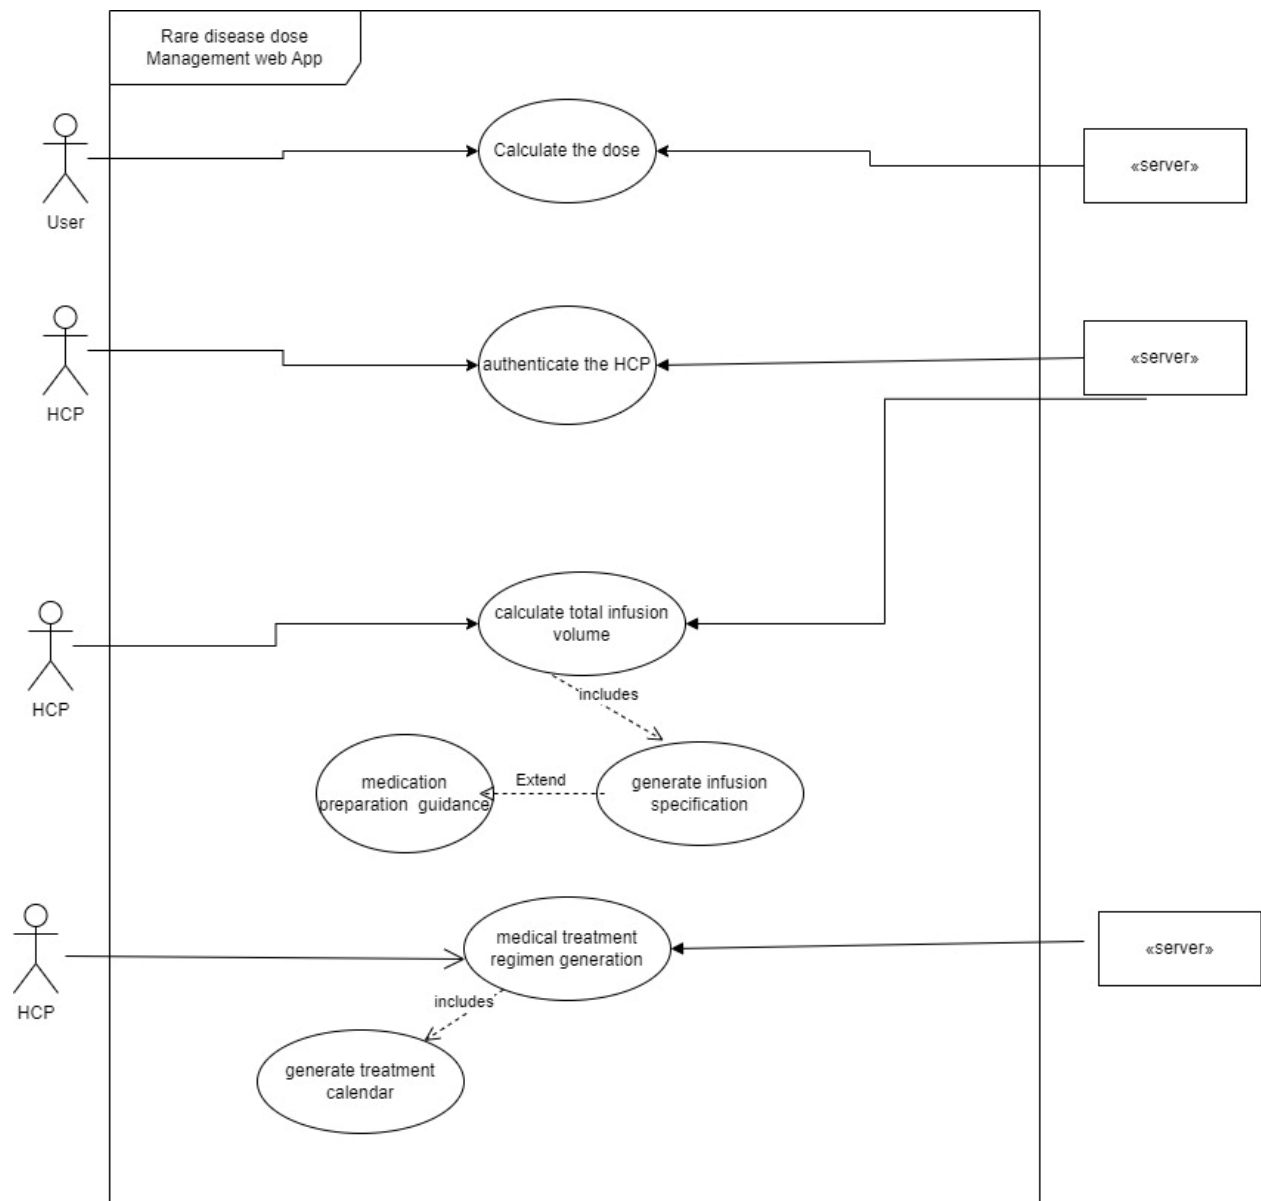 Rare disease dose
Management web App
Calculate the dose
«server»
User
authenticate the HCP
«server»
HCP
calculate total infusion
volume
HCP
includes
medication
preparation  guidance
Extend
generate infusion
specification
medical treatment
regimen generation
«server»
HCP
includes
generate treatment
calendar